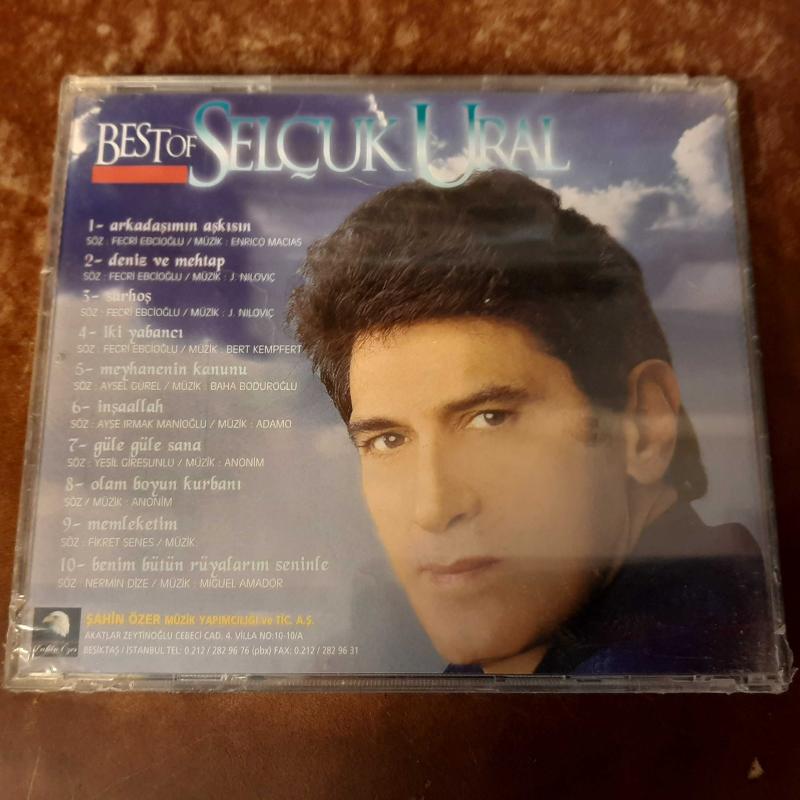 BEST OF SELÇUK URAL
1- arkadaşımın aşkısın
SÖZ : FECRİ EBCİOĞLU / MÜZİK : ENRICO MACIAS
2- deniz ve mehtap
SÖZ : FECRİ EBCİOĞLU / MÜZİK : J. NILOVIÇ
3- sarhoş
SÖZ : FECRİ EBCİOĞLU / MÜZİK : J. NILOVIÇ
4- iki yabancı
SÖZ : FECRİ EBCİOĞLU / MÜZİK : BERT KEMPFERT
5- meyhanenin kanunu
SÖZ : AYSEL GÜREL / MÜZİK : BAHA BODUROĞLU
6- inşaallah
SÖZ : AYŞE IRMAK MANİOĞLU / MÜZİK : ADAMO
7- güle güle sana
SÖZ : YEŞİL GİRESUNLU / MÜZİK : ANONİM
8- olam boyun kurbanı
SÖZ / MÜZİK : ANONİM
9- memleketim
SÖZ : FİKRET ŞENES / MÜZİK
10- benim bütün rüyalarım seninle
SÖZ : NERMİN DİZE / MÜZİK : MIGUEL AMADOR
ŞAHİN ÖZER MÜZİK YAPIMCILIĞI ve TİC. A.Ş.
AKATLAR ZEYTİNOĞLU CEBECİ CAD. 4. VİLLA NO:10-10/A
BEŞİKTAŞ / İSTANBUL TEL: 0.212 / 282 96 76 (pbx) FAX: 0.212 / 282 96 31
Şahin Özer